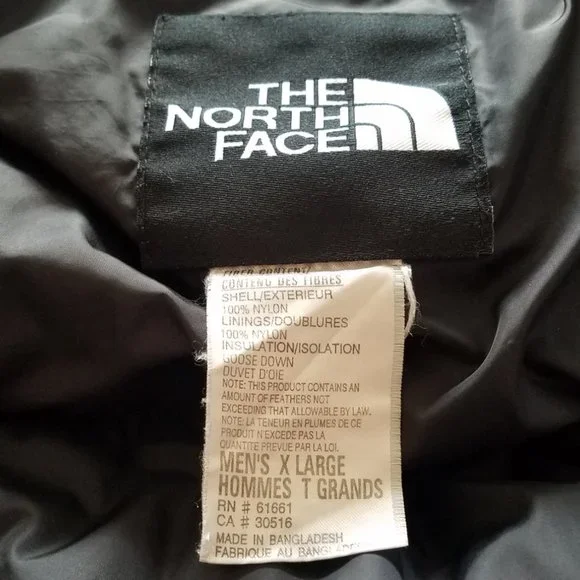 THE
NORTH
FACE
FIBER CONTENT/
CONTENU DES FIBRES
SHELL/EXTERIEUR
100% NYLON
LININGS/DOUBLURES
100% NYLON
INSULATION/ISOLATION
GOOSE DOWN
DUVET D'OIE
NOTE: THIS PRODUCT CONTAINS AN
AMOUNT OF FEATHERS NOT
EXCEEDING THAT ALLOWABLE BY LAW.
NOTE: LA TENEUR EN PLUMES DE CE
PRODUIT N'EXCEDE PAS LA
QUANTITE PREVUE PAR LA LOI.
MEN'S X LARGE
HOMMES T GRANDS
RN # 61661
CA # 30516
MADE IN BANGLADESH
FABRIQUE AU BANGLADE